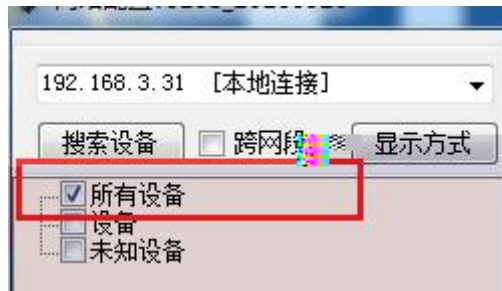 192.168.3.31 [本地连接]
搜索设备 跨网段 显示方式
所有设备
设备
未知设备